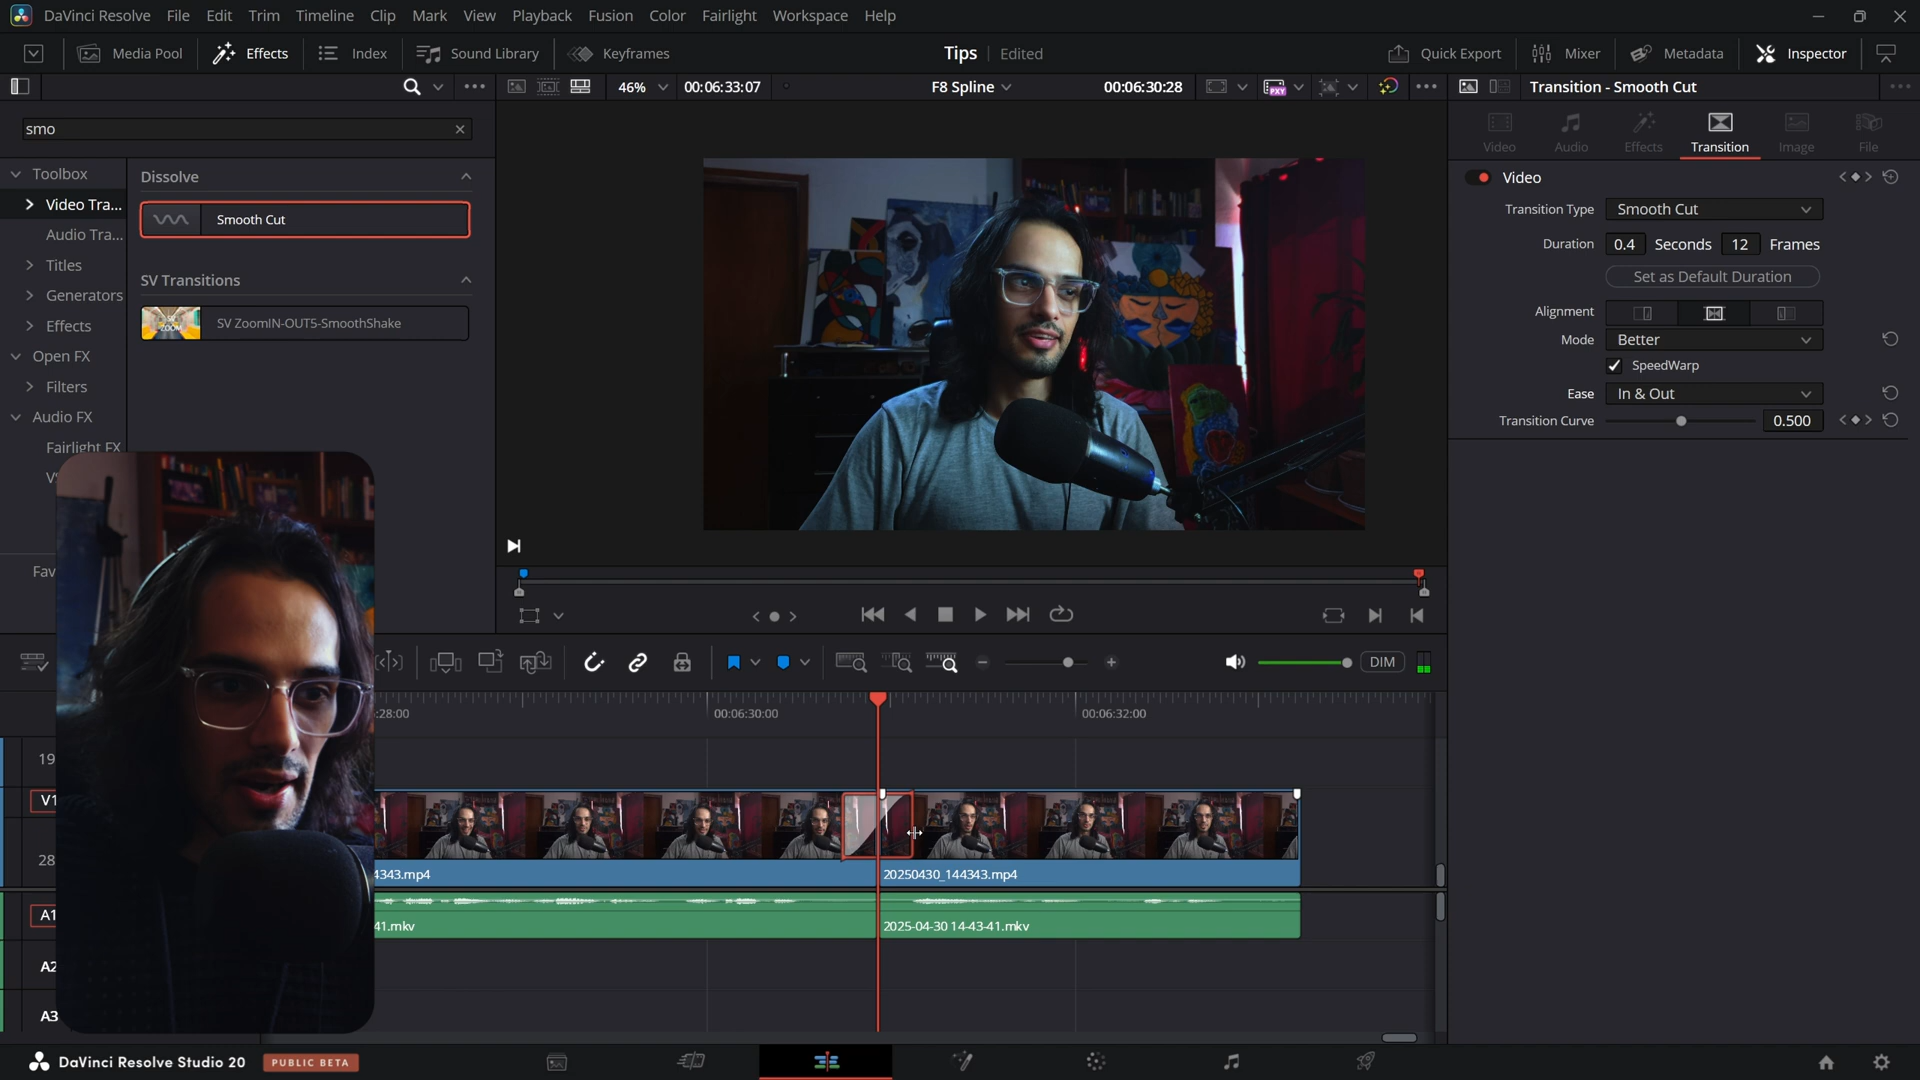 DaVinci Resolve File Edit Trim Timeline Clip Mark View Playback Fusion Color Fairlight Workspace Help
Media Pool Effects Index Sound Library Keyframes Tips Edited Quick Export Mixer Metadata Inspector
46% 00:06:33:07 F8 Spline 00:06:30:28 PXY Transition - Smooth Cut
smo
Video Audio Effects Transition Image File
Toolbox
Video Tra...
Audio Tra...
Titles
Generators
Effects
Open FX
Filters
Audio FX
Fairlight FX
Fav
Dissolve
Smooth Cut
SV Transitions
SV ZoomIN-OUT5-SmoothShake
Video
Transition Type Smooth Cut
Duration 0.4 Seconds 12 Frames
Set as Default Duration
Alignment
Mode Better
SpeedWarp
Ease In & Out
Transition Curve 0.500
DIM
:28:00 00:06:30:00 00:06:32:00
19
V1
28
4343.mp4 20250430_144343.mp4
A1
41.mkv 2025-04-30 14-43-41.mkv
A2
A3
DaVinci Resolve Studio 20 PUBLIC BETA